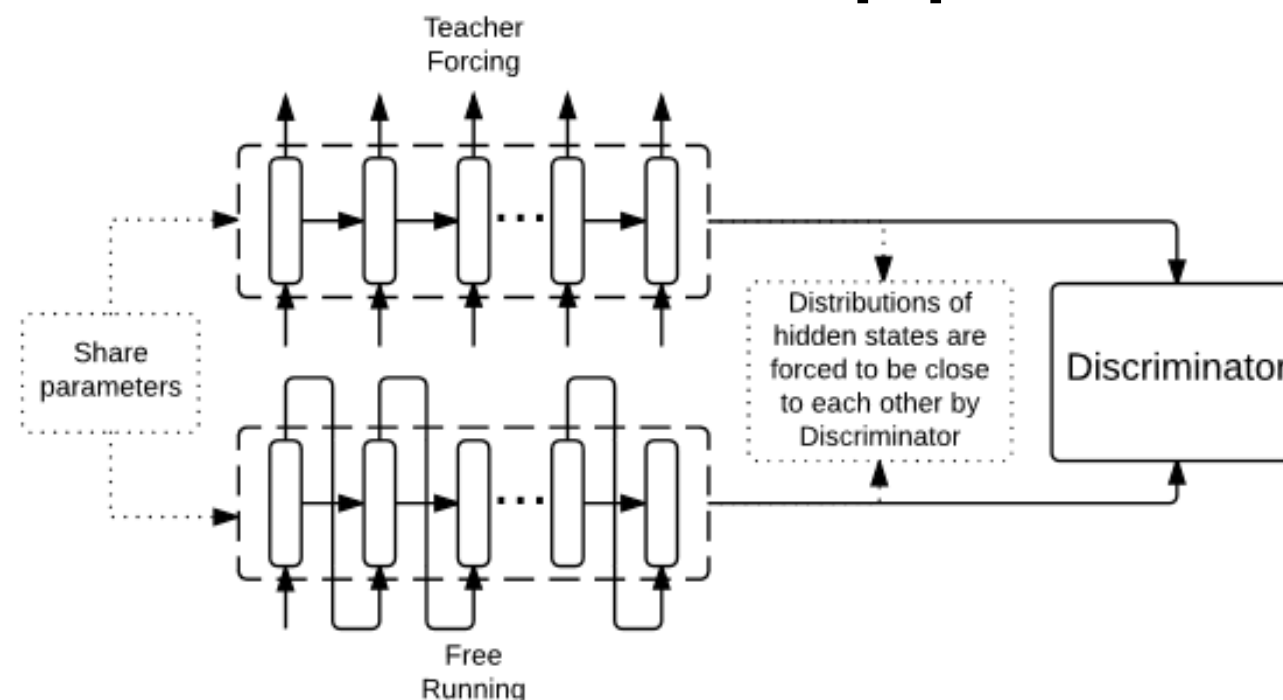 Teacher
Forcing
Share
parameters
Distributions of
hidden states are
forced to be close
to each other by
Discriminator
Discriminator
Free
Running